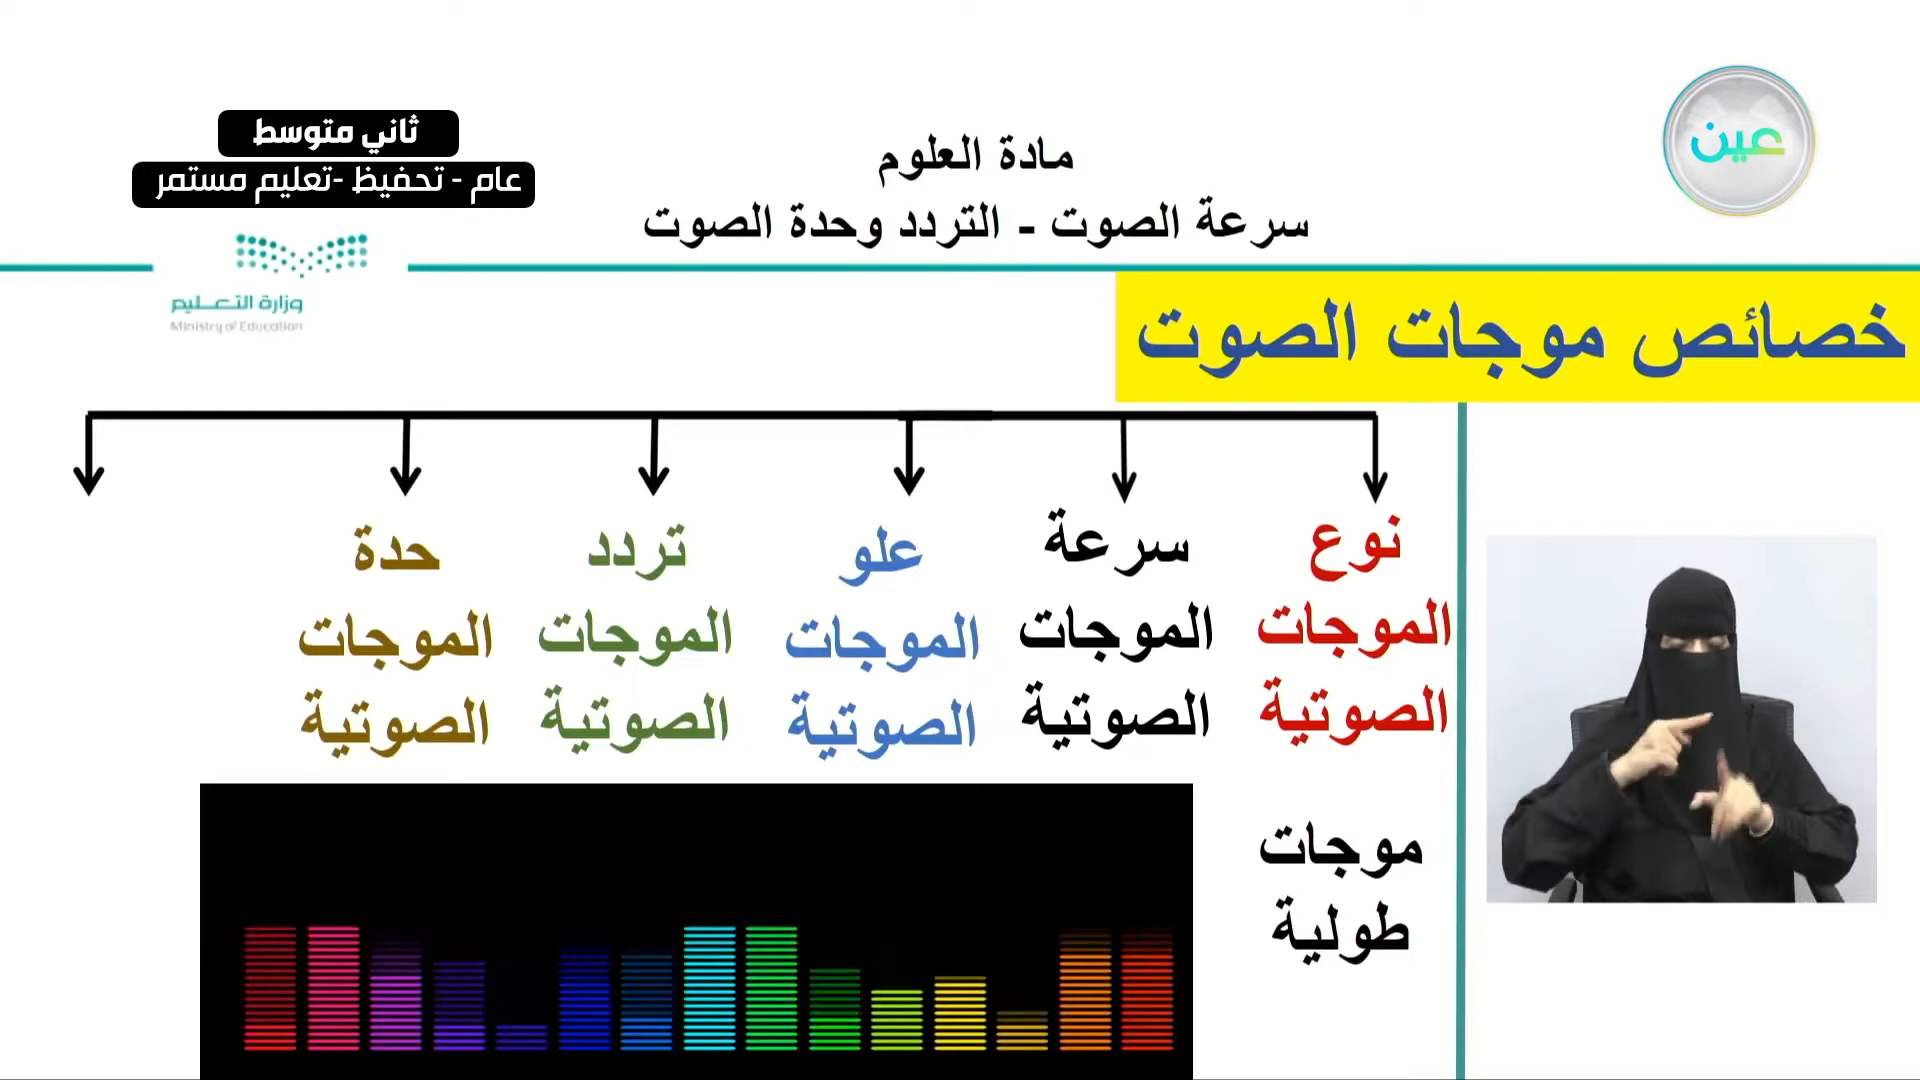 عين
مادة العلوم
سرعة الصوت - التردد وحدة الصوت
ثاني متوسط
عام - تحفيظ -تعليم مستمر
وزارة التعليم
Ministry of Education
خصائص موجات الصوت
نوع
الموجات
الصوتية
سرعة
الموجات
الصوتية
علو
الموجات
الصوتية
تردد
الموجات
الصوتية
حدة
الموجات
الصوتية
موجات
طولية